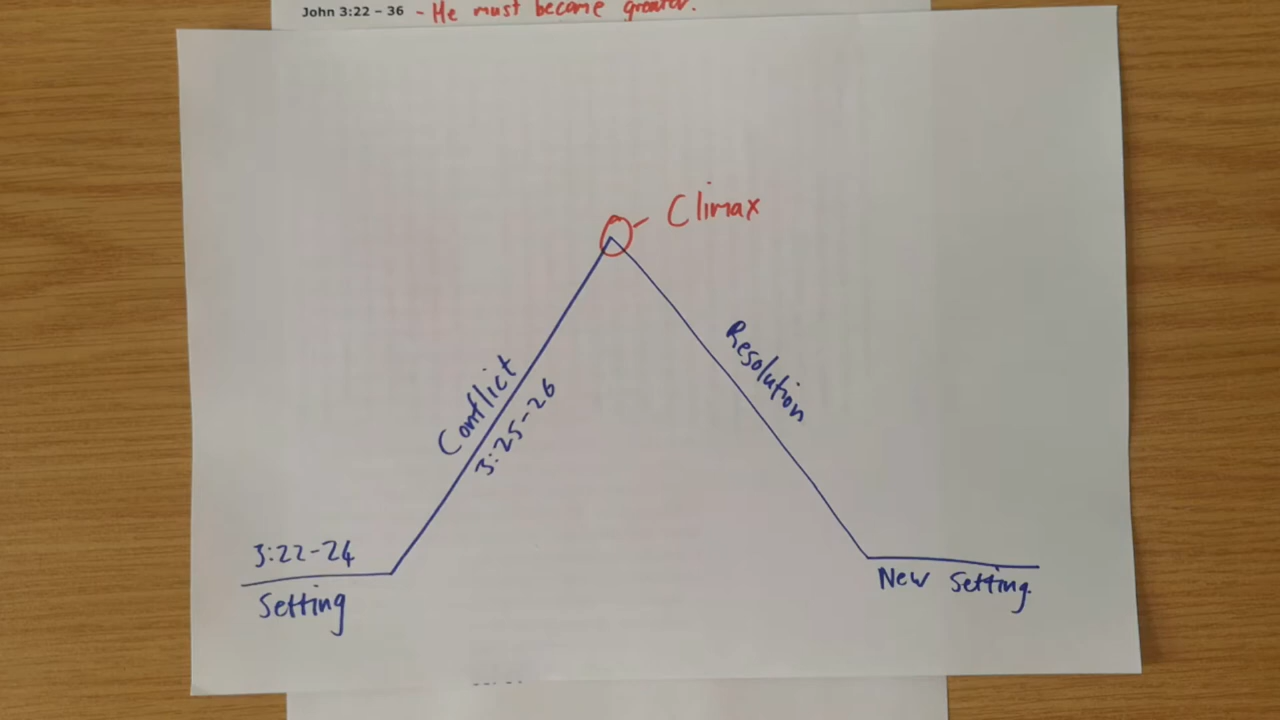 John 3:22 – 36 - He must become greater.
Climax
Resolution
Conflict
3:25-26
3:22-24
Setting
New Setting.